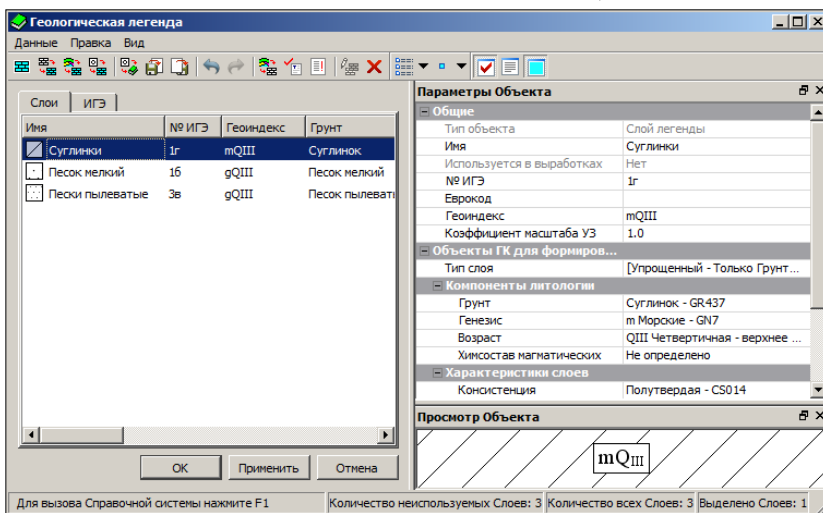 Геологическая легенда
Данные Правка Вид
Слои ИГЭ
Имя № ИГЭ Геоиндекс Грунт
Суглинки 1г mQIII Суглинок
Песок мелкий 1б gQIII Песок мелкий
Пески пылеватые 3в gQIII Песок пылевати
ОК Применить Отмена
Параметры Объекта
Общие
Тип объекта Слой легенды
Имя Суглинки
Используется в выработках Нет
№ ИГЭ 1г
Еврокод
Геоиндекс mQIII
Коэффициент масштаба УЗ 1.0
Объекты ГК для формиров...
Тип слоя [Упрощенный - Только Грунт...
Компоненты литологии
Грунт Суглинок - GR437
Генезис m Морские - GN7
Возраст QIII Четвертичная - верхнее ...
Химсостав магматических Не определено
Характеристики слоев
Консистенция Полутвердая - CS014
Просмотр Объекта
mQIII
Для вызова Справочной системы нажмите F1 Количество неиспользуемых Слоев: 3 Количество всех Слоев: 3 Выделено Слоев: 1